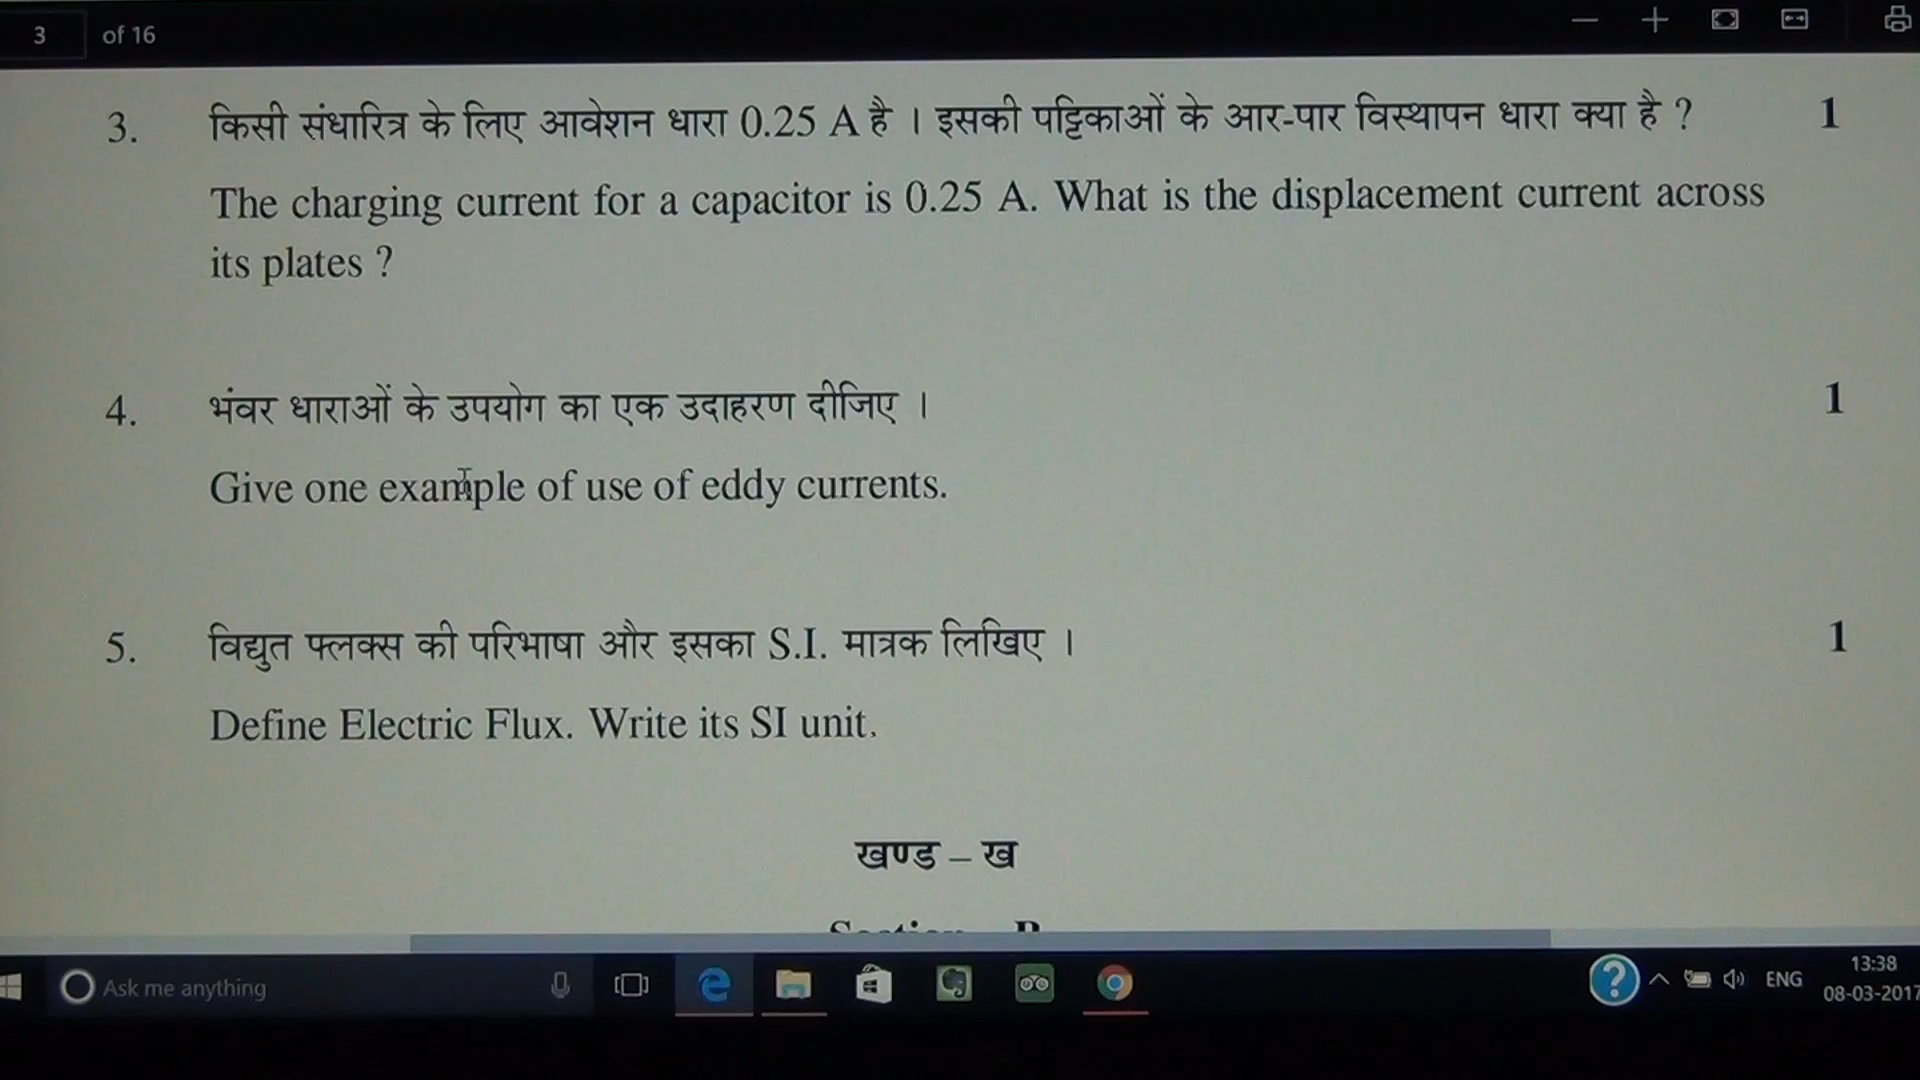 3 of 16
3. किसी संधारित्र के लिए आवेशन धारा 0.25 A है । इसकी पट्टिकाओं के आर-पार विस्थापन धारा क्या है ? 1
The charging current for a capacitor is 0.25 A. What is the displacement current across
its plates ?
4. भंवर धाराओं के उपयोग का एक उदाहरण दीजिए । 1
Give one example of use of eddy currents.
5. विद्युत फ्लक्स की परिभाषा और इसका S.I. मात्रक लिखिए । 1
Define Electric Flux. Write its SI unit.
खण्ड – ख
Ask me anything
ENG
13:38
08-03-2017